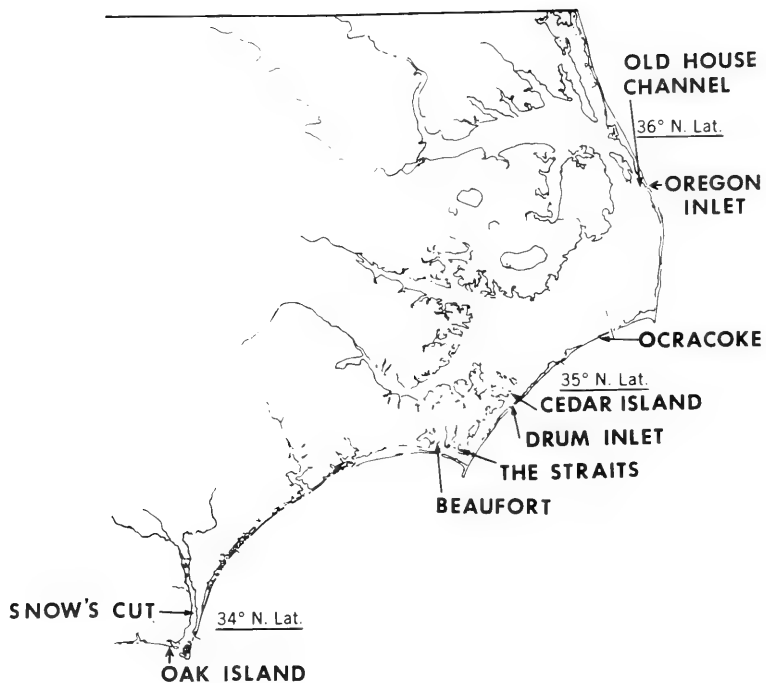 OLD HOUSE
CHANNEL
36° N. Lat.
OREGON
INLET
OCRACOKE
35° N. Lat.
CEDAR ISLAND
DRUM INLET
THE STRAITS
BEAUFORT
SNOW'S CUT
34° N. Lat.
OAK ISLAND